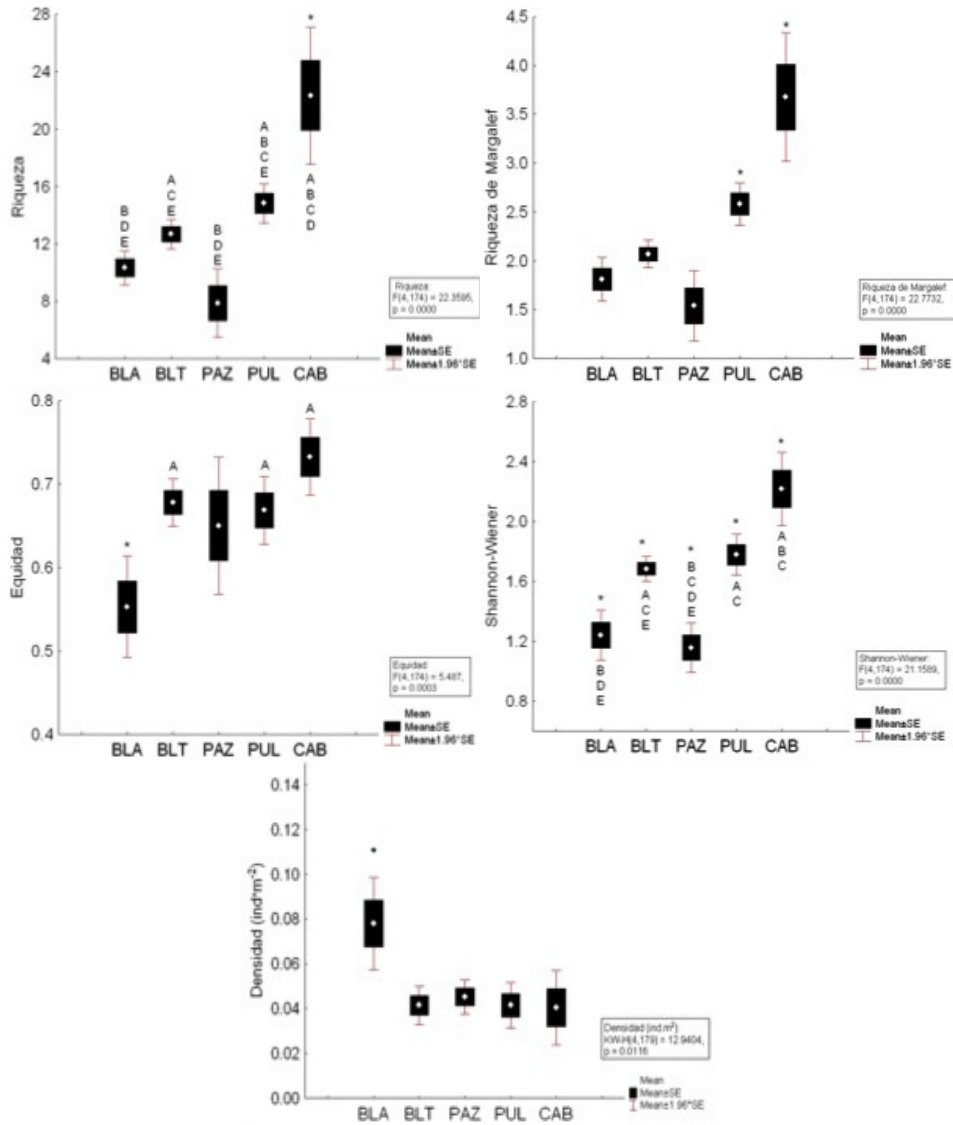 Riqueza
28
24
20
16
12
8
4
B
D
E
A
C
E
B
D
E
A
B
C
E
*
A
B
C
D
BLA BLT PAZ PUL CAB
Riqueza:
F(4,174) = 22.3595,
p = 0.0000
Mean
Mean±SE
Mean±1.96*SE
Riqueza de Margalef
4.5
4.0
3.5
3.0
2.5
2.0
1.5
1.0
*
*
BLA BLT PAZ PUL CAB
Riqueza de Margalef:
F(4,174) = 22.7732,
p = 0.0000
Mean
Mean±SE
Mean±1.96*SE
Equidad
0.8
0.7
0.6
0.5
0.4
*
A
A
A
BLA BLT PAZ PUL CAB
Equidad:
F(4,174) = 5.487,
p = 0.0003
Mean
Mean±SE
Mean±1.96*SE
Shannon-Wiener
2.8
2.4
2.0
1.6
1.2
0.8
*
B
D
E
*
A
C
E
*
B
C
D
E
*
A
C
*
A
B
C
BLA BLT PAZ PUL CAB
Shannon-Wiener:
F(4,174) = 21.1589,
p = 0.0000
Mean
Mean±SE
Mean±1.96*SE
Densidad (ind*m⁻²)
0.14
0.12
0.10
0.08
0.06
0.04
0.02
0.00
*
BLA BLT PAZ PUL CAB
Densidad (ind.m²):
KW-H(4,179) = 12.9404,
p = 0.0116
Mean
Mean±SE
Mean±1.96*SE